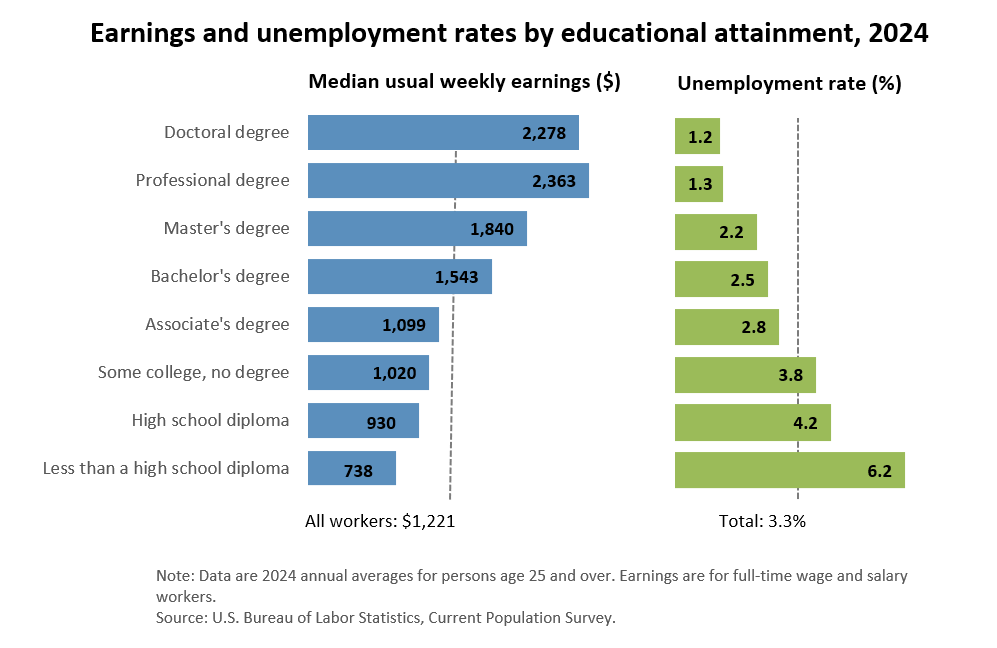 Earnings and unemployment rates by educational attainment, 2024
Median usual weekly earnings ($)
Unemployment rate (%)
Doctoral degree 2,278 1.2
Professional degree 2,363 1.3
Master's degree 1,840 2.2
Bachelor's degree 1,543 2.5
Associate's degree 1,099 2.8
Some college, no degree 1,020 3.8
High school diploma 930 4.2
Less than a high school diploma 738 6.2
All workers: $1,221
Total: 3.3%
Note: Data are 2024 annual averages for persons age 25 and over. Earnings are for full-time wage and salary
workers.
Source: U.S. Bureau of Labor Statistics, Current Population Survey.